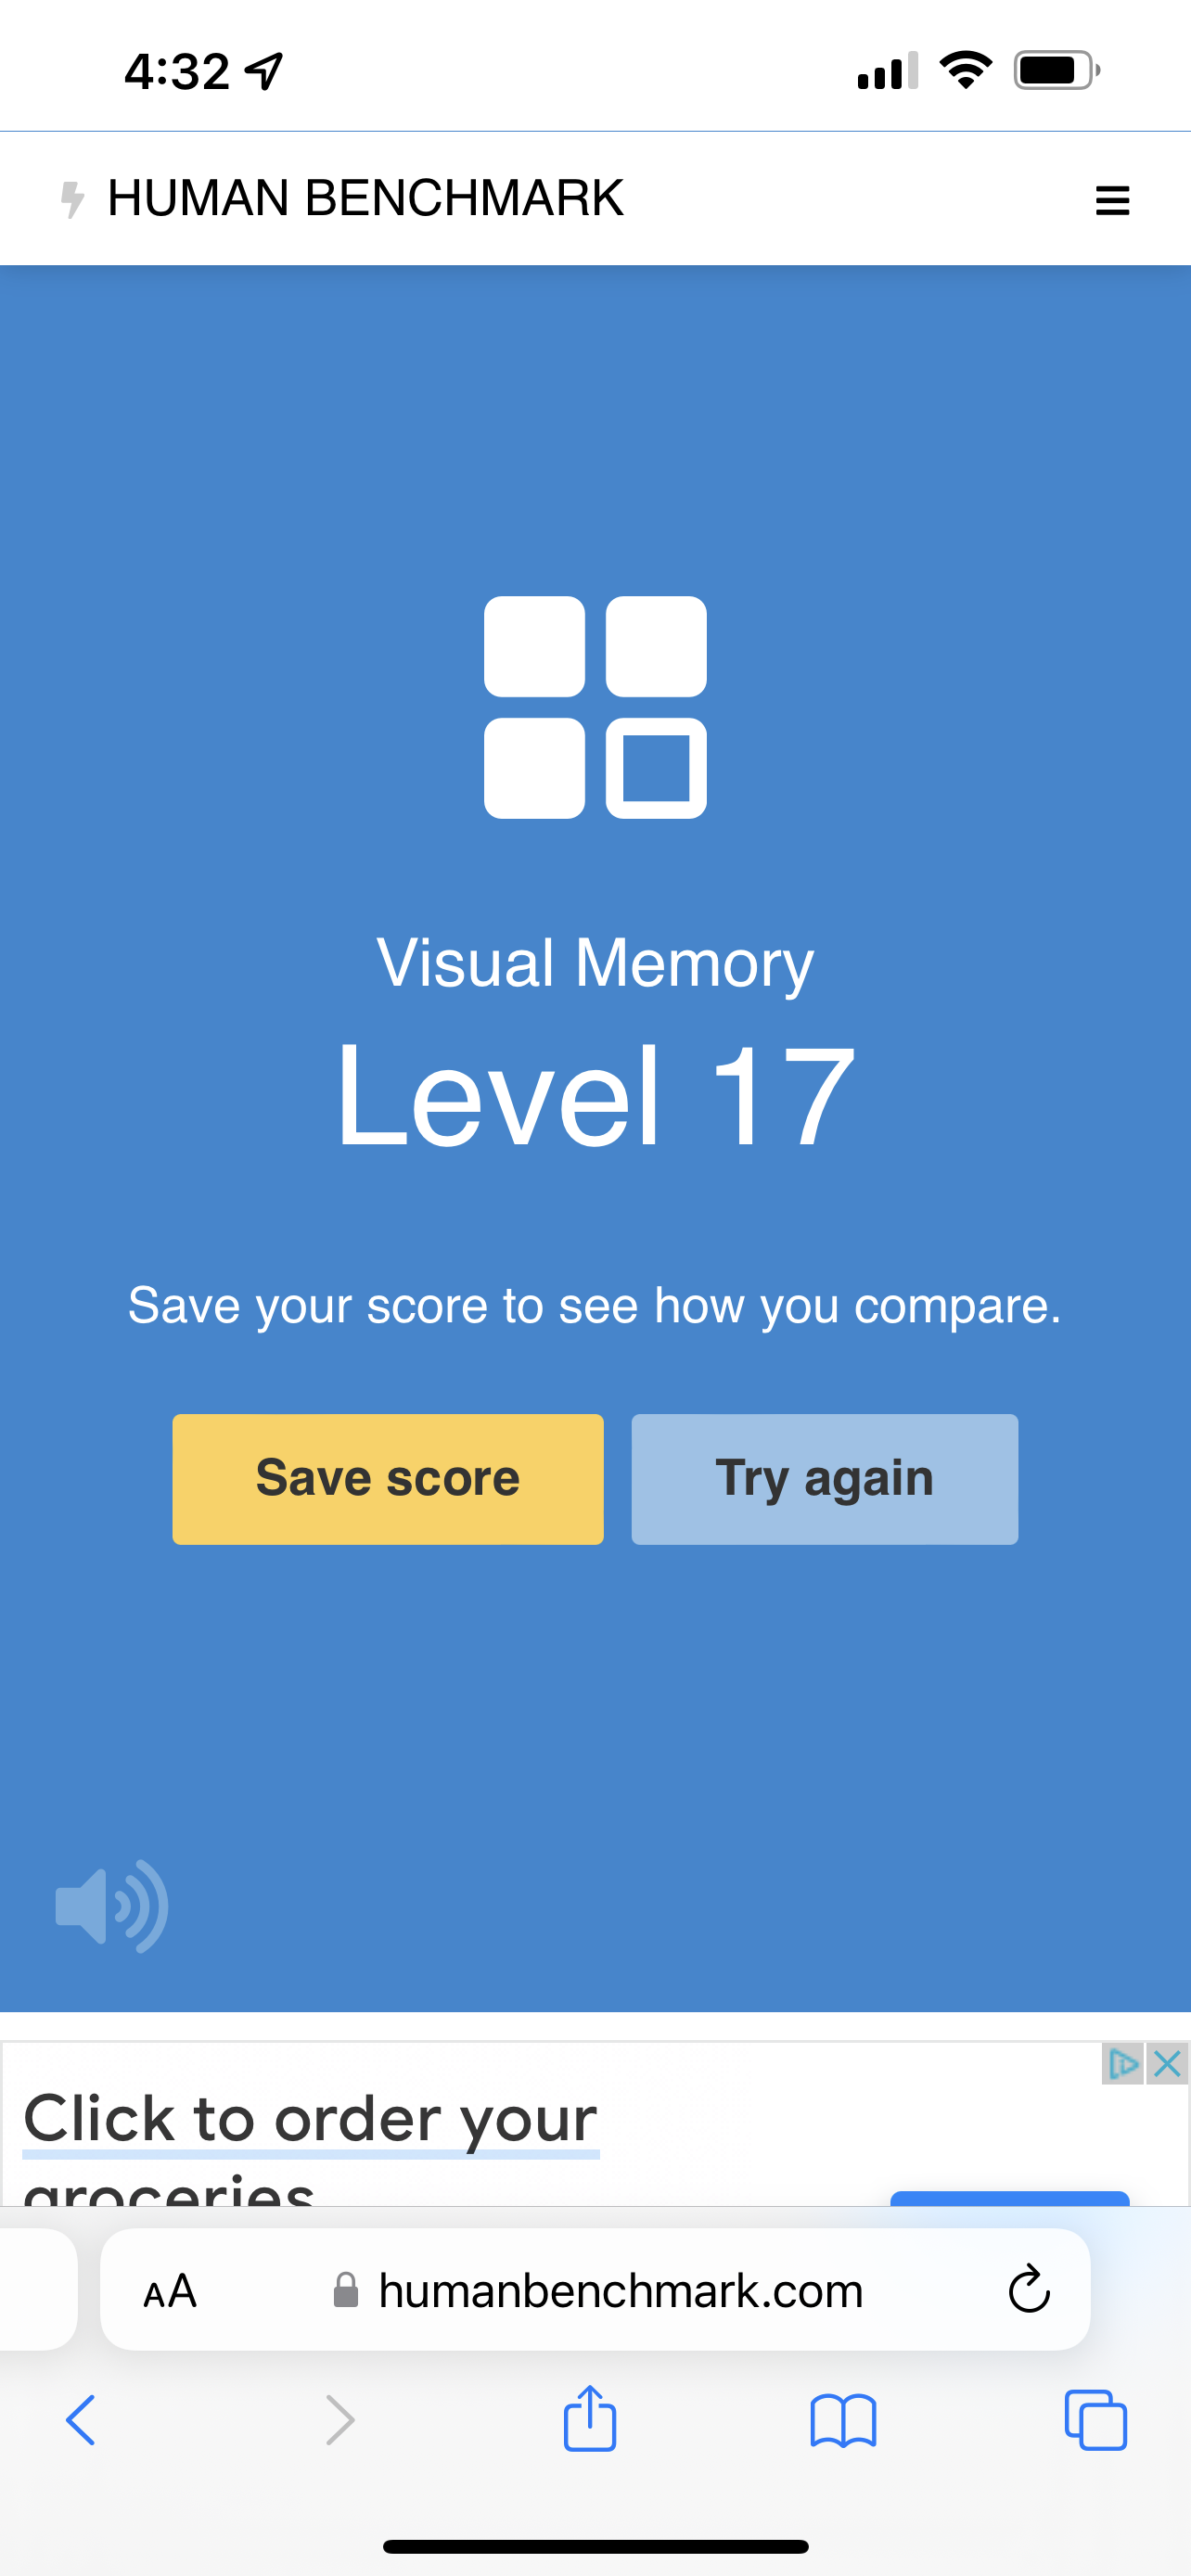 4:32
HUMAN BENCHMARK
Visual Memory
Level 17
Save your score to see how you compare.
Save score
Try again
Click to order your
groceries
AA
humanbenchmark.com